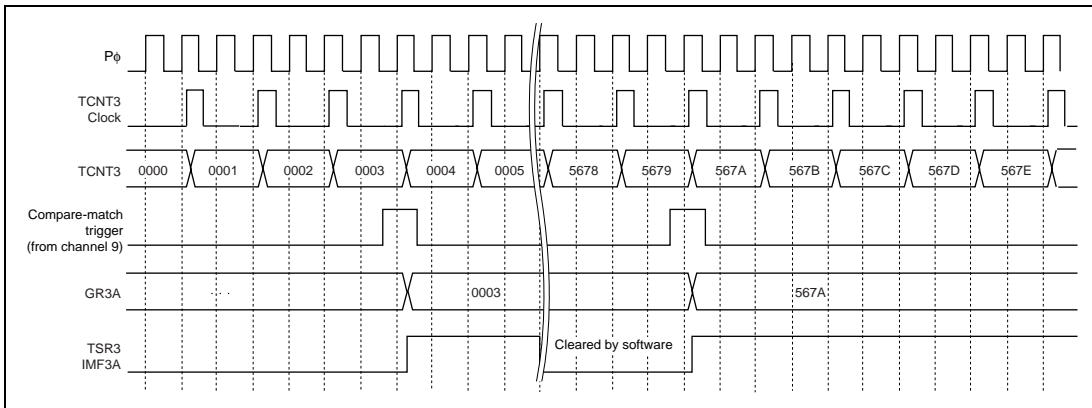 Pϕ
TCNT3
Clock
TCNT3 0000 0001 0002 0003 0004 0005 5678 5679 567A 567B 567C 567D 567E
Compare-match
trigger
(from channel 9)
GR3A .... 0003 567A
TSR3
IMF3A
Cleared by software